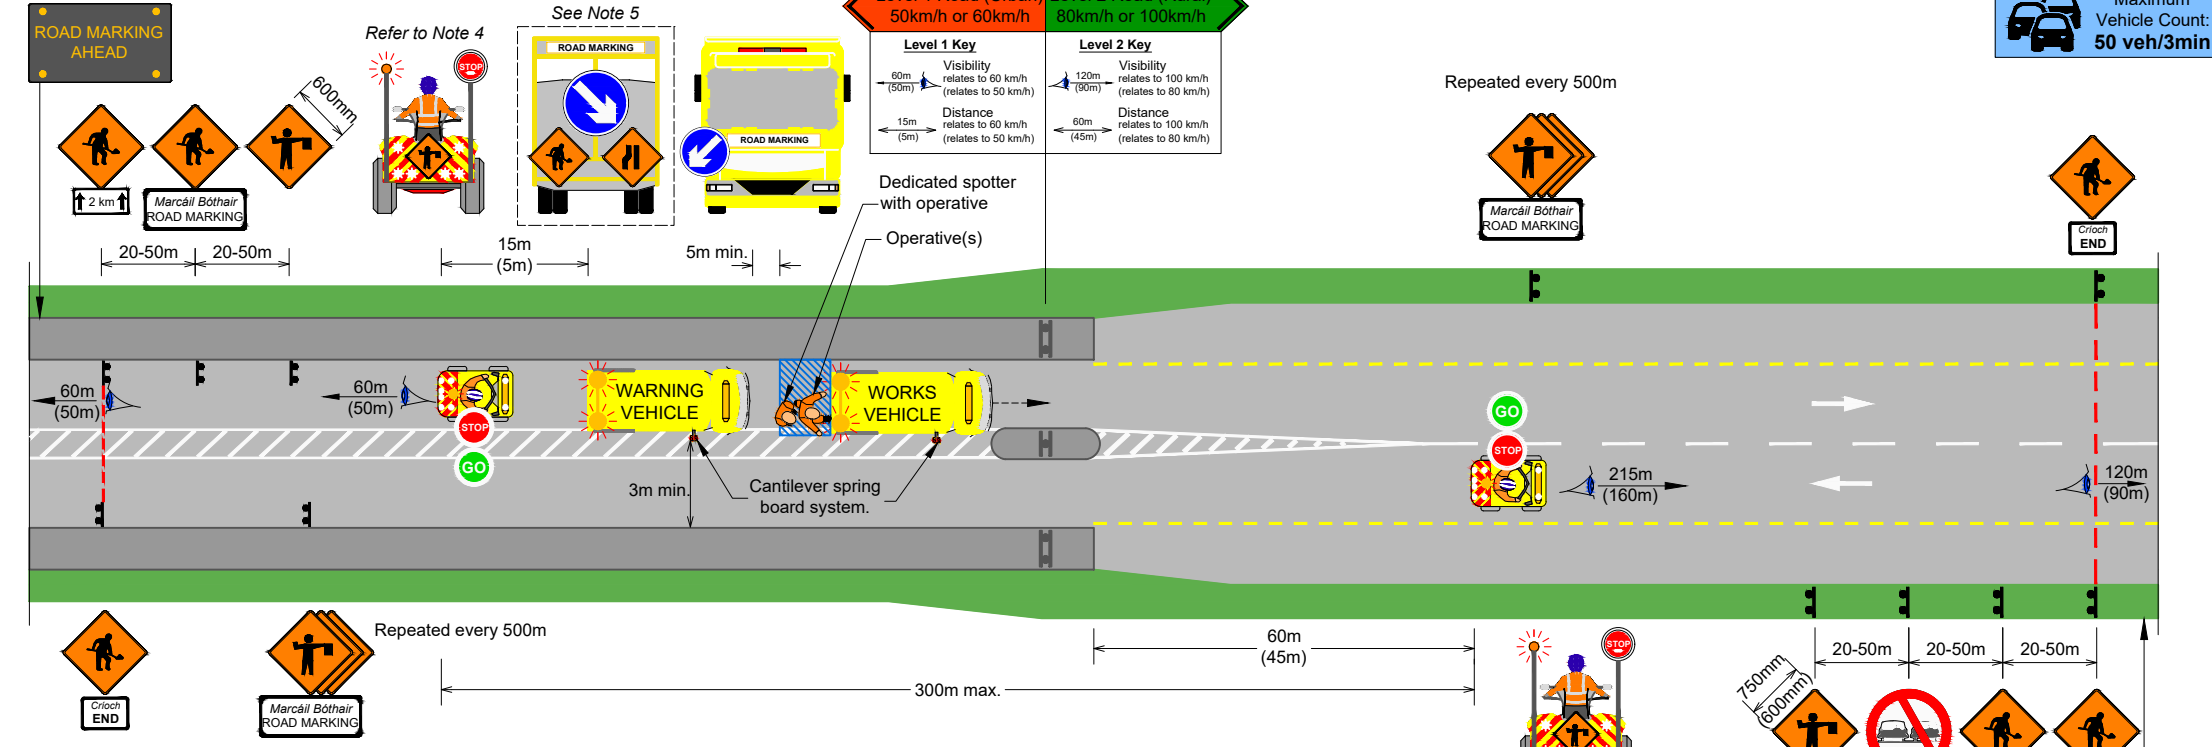 ROAD MARKING
AHEAD
Refer to Note 4
STOP
See Note 5
ROAD MARKING
ROAD MARKING
50km/h or 60km/h
80km/h or 100km/h
Level 1 Key
Visibility
60m
(50m)
relates to 60 km/h
(relates to 50 km/h)
Distance
15m
(5m)
relates to 60 km/h
(relates to 50 km/h)
Level 2 Key
Visibility
120m
(90m)
relates to 100 km/h
(relates to 80 km/h)
Distance
60m
(45m)
relates to 100 km/h
(relates to 80 km/h)
Maximum
Vehicle Count:
50 veh/3min
600mm
2 km
Marcáil Bóthair
ROAD MARKING
20-50m
20-50m
15m
(5m)
5m min.
Dedicated spotter
with operative
Operative(s)
Repeated every 500m
Marcáil Bóthair
ROAD MARKING
Críoch
END
60m
(50m)
60m
(50m)
STOP
GO
WARNING
VEHICLE
WORKS
VEHICLE
3m min.
Cantilever spring
board system.
GO
STOP
215m
(160m)
120m
(90m)
Críoch
END
Marcáil Bóthair
ROAD MARKING
Repeated every 500m
300m max.
60m
(45m)
STOP
20-50m
20-50m
20-50m
750mm
(600mm)